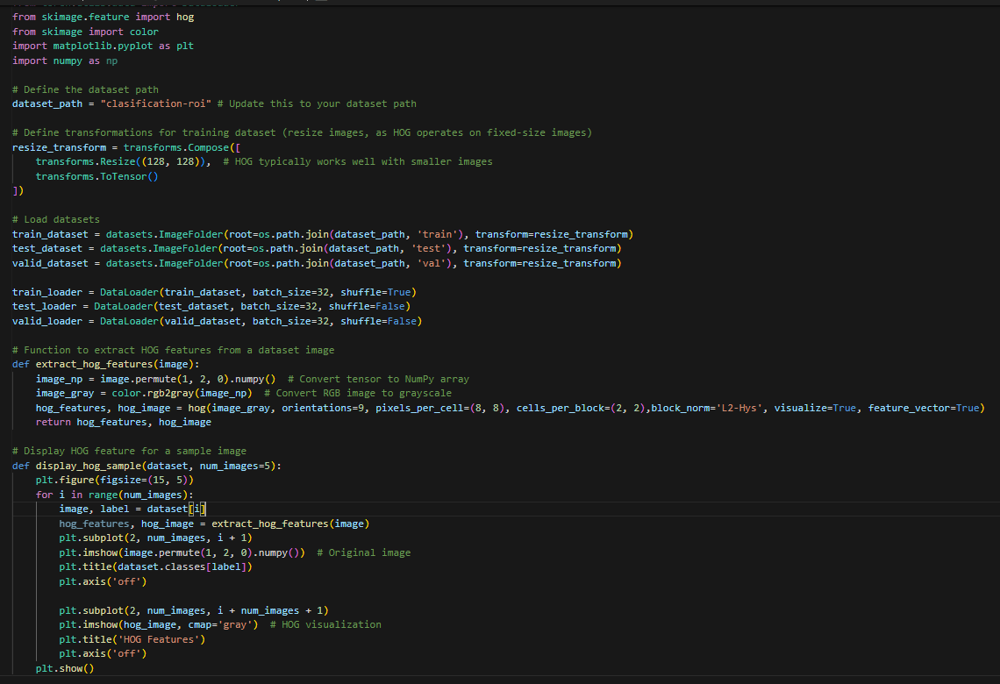 from skimage.feature import hog
from skimage import color
import matplotlib.pyplot as plt
import numpy as np
# Define the dataset path
dataset_path = "clasification-roi" # Update this to your dataset path
# Define transformations for training dataset (resize images, as HOG operates on fixed-size images)
resize_transform = transforms.Compose([
    transforms.Resize((128, 128)),  # HOG typically works well with smaller images
    transforms.ToTensor()
])
# Load datasets
train_dataset = datasets.ImageFolder(root=os.path.join(dataset_path, 'train'), transform=resize_transform)
test_dataset = datasets.ImageFolder(root=os.path.join(dataset_path, 'test'), transform=resize_transform)
valid_dataset = datasets.ImageFolder(root=os.path.join(dataset_path, 'val'), transform=resize_transform)
train_loader = DataLoader(train_dataset, batch_size=32, shuffle=True)
test_loader = DataLoader(test_dataset, batch_size=32, shuffle=False)
valid_loader = DataLoader(valid_dataset, batch_size=32, shuffle=False)
# Function to extract HOG features from a dataset image
def extract_hog_features(image):
    image_np = image.permute(1, 2, 0).numpy()  # Convert tensor to NumPy array
    image_gray = color.rgb2gray(image_np)  # Convert RGB image to grayscale
    hog_features, hog_image = hog(image_gray, orientations=9, pixels_per_cell=(8, 8), cells_per_block=(2, 2),block_norm='L2-Hys', visualize=True, feature_vector=True)
    return hog_features, hog_image
# Display HOG feature for a sample image
def display_hog_sample(dataset, num_images=5):
    plt.figure(figsize=(15, 5))
    for i in range(num_images):
        image, label = dataset[i]
        hog_features, hog_image = extract_hog_features(image)
        plt.subplot(2, num_images, i + 1)
        plt.imshow(image.permute(1, 2, 0).numpy())  # Original image
        plt.title(dataset.classes[label])
        plt.axis('off')
        plt.subplot(2, num_images, i + num_images + 1)
        plt.imshow(hog_image, cmap='gray')  # HOG visualization
        plt.title('HOG Features')
        plt.axis('off')
    plt.show()